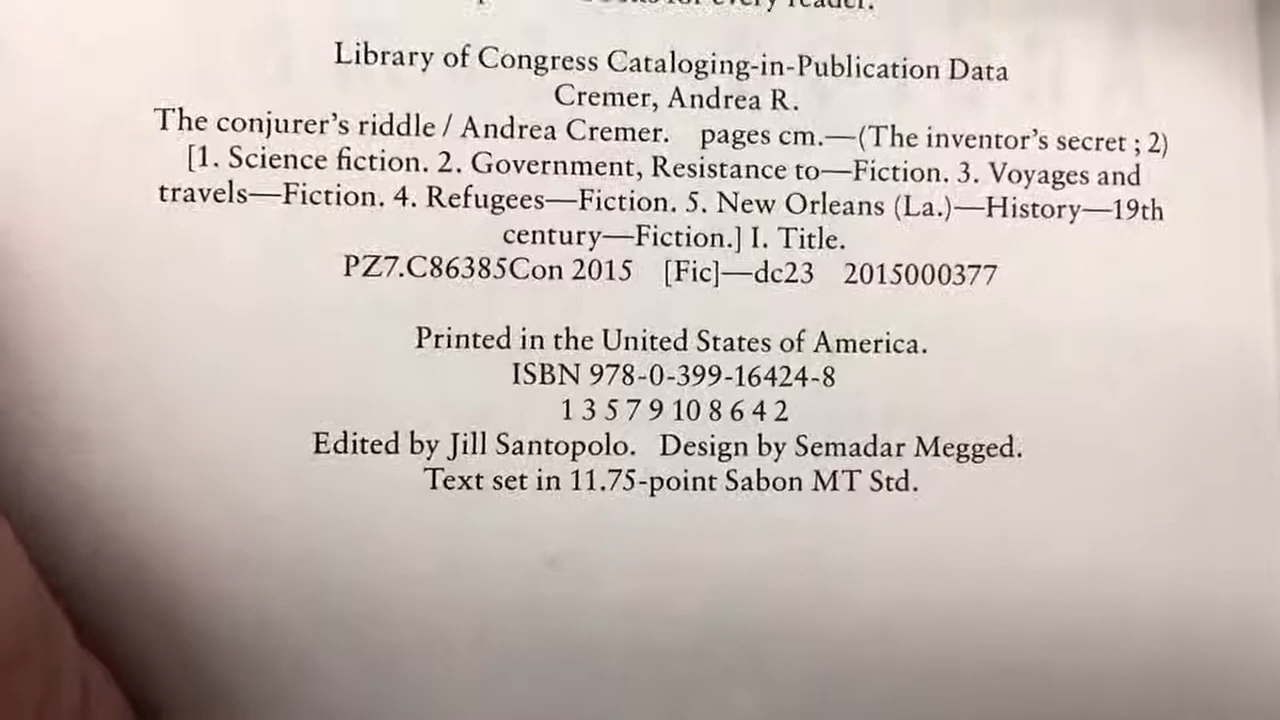 for every reader.
Library of Congress Cataloging-in-Publication Data
Cremer, Andrea R.
The conjurer's riddle / Andrea Cremer. pages cm.—(The inventor's secret ; 2)
[1. Science fiction. 2. Government, Resistance to—Fiction. 3. Voyages and
travels—Fiction. 4. Refugees—Fiction. 5. New Orleans (La.)—History—19th
century—Fiction.] I. Title.
PZ7.C86385Con 2015 [Fic]—dc23 2015000377
Printed in the United States of America.
ISBN 978-0-399-16424-8
1 3 5 7 9 10 8 6 4 2
Edited by Jill Santopolo. Design by Semadar Megged.
Text set in 11.75-point Sabon MT Std.